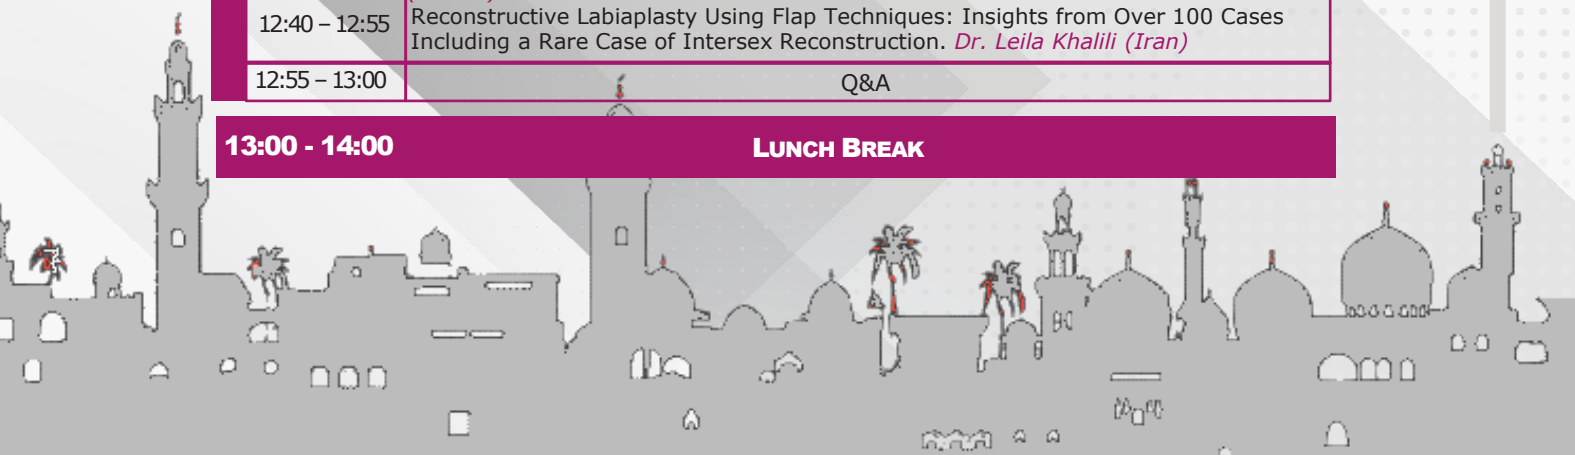 12:40 – 12:55
Reconstructive Labiaplasty Using Flap Techniques: Insights from Over 100 Cases
Including a Rare Case of Intersex Reconstruction. Dr. Leila Khalili (Iran)
12:55 – 13:00
Q&A
13:00 - 14:00
LUNCH BREAK